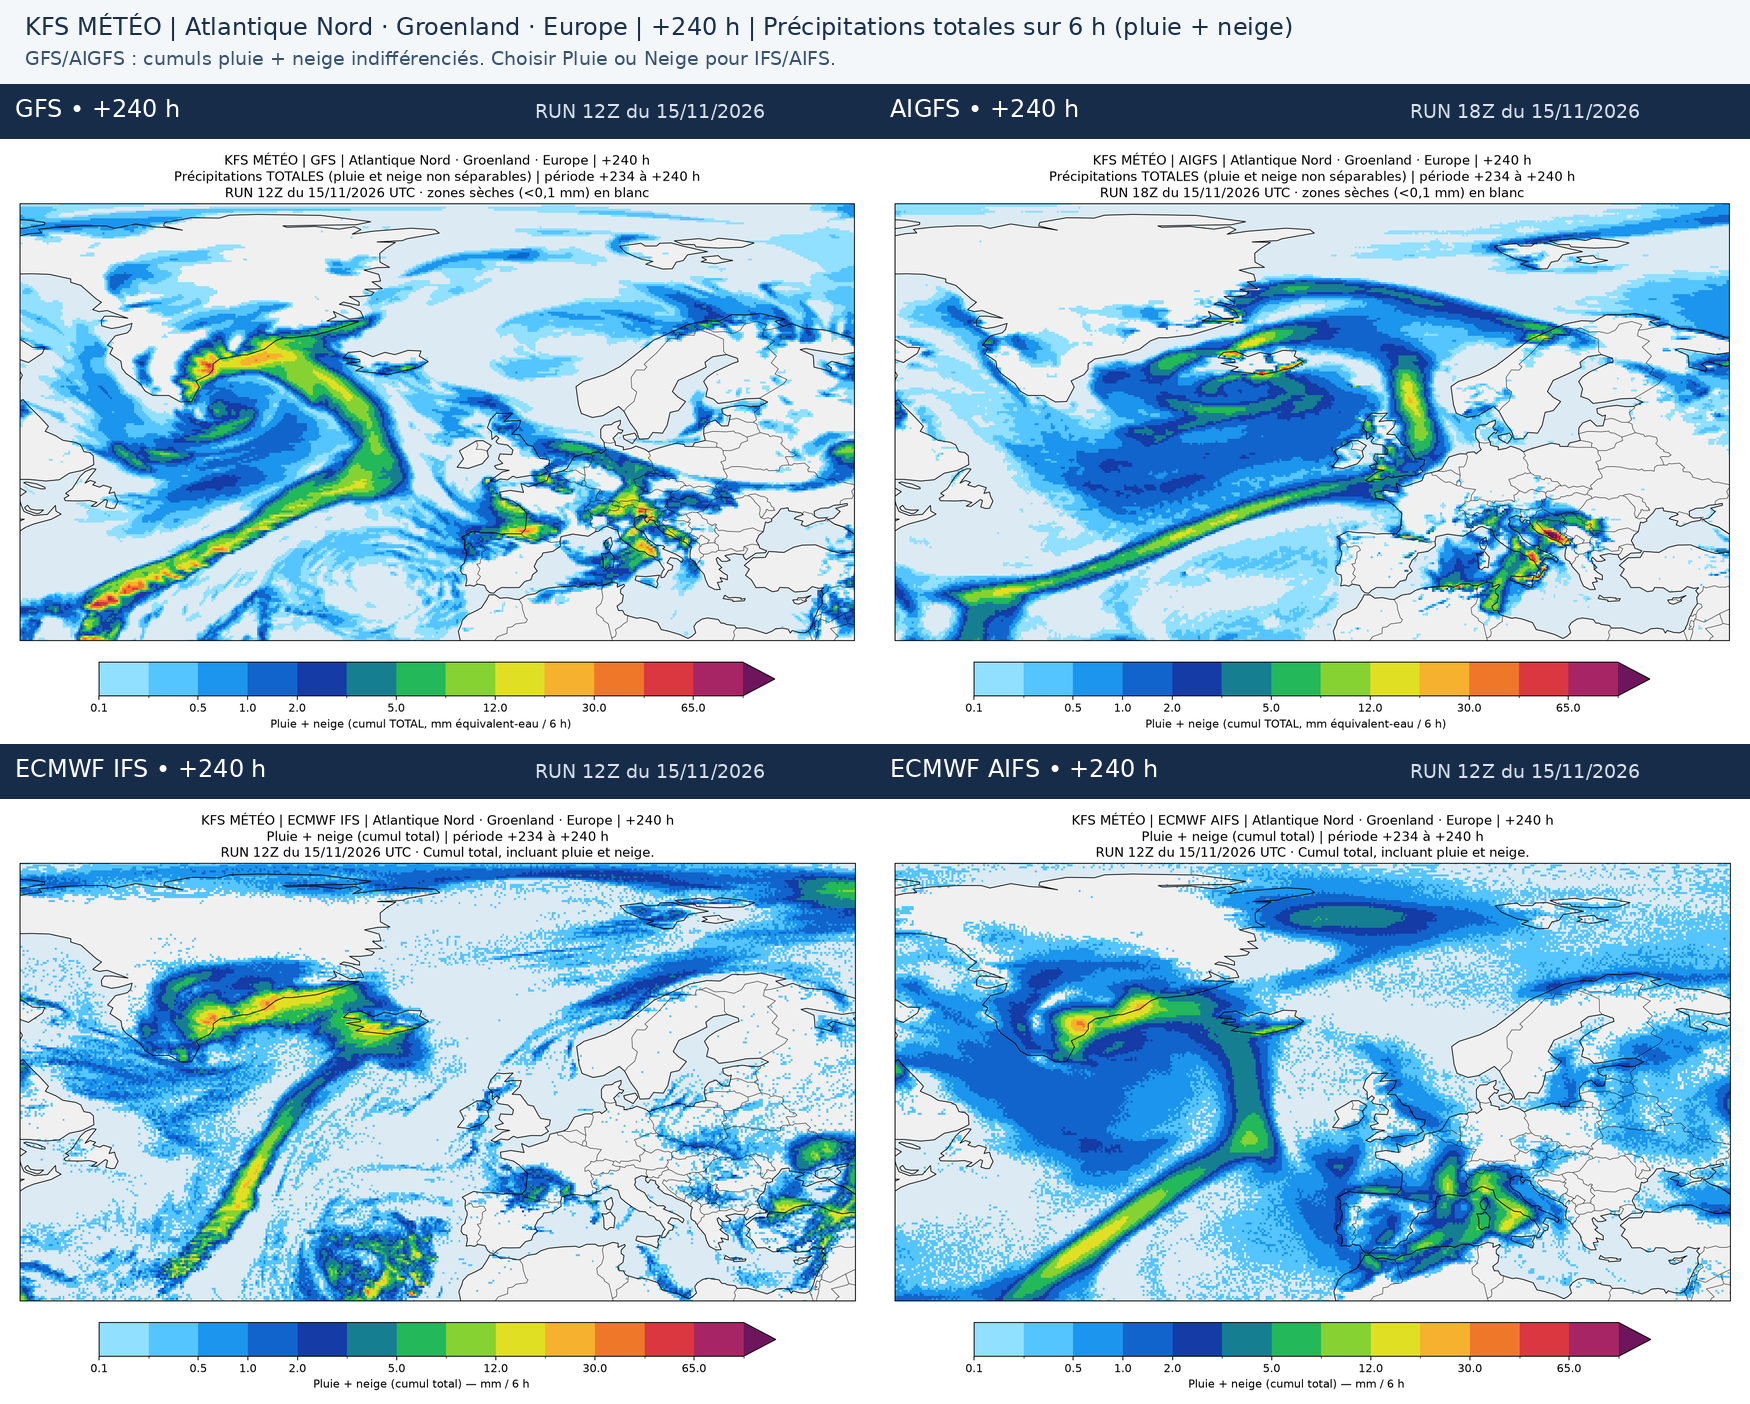 KFS MÉTÉO | Atlantique Nord · Groenland · Europe | +240 h | Précipitations totales sur 6 h (pluie + neige)
GFS/AIGFS : cumuls pluie + neige indifférenciés. Choisir Pluie ou Neige pour IFS/AIFS.
GFS • +240 h RUN 12Z du 15/11/2026
KFS MÉTÉO | GFS | Atlantique Nord · Groenland · Europe | +240 h
Précipitations TOTALES (pluie et neige non séparables) | période +234 à +240 h
RUN 12Z du 15/11/2026 UTC · zones sèches (<0,1 mm) en blanc
0.1 0.5 1.0 2.0 5.0 12.0 30.0 65.0
Pluie + neige (cumul TOTAL, mm équivalent-eau / 6 h)
AIGFS • +240 h RUN 18Z du 15/11/2026
KFS MÉTÉO | AIGFS | Atlantique Nord · Groenland · Europe | +240 h
Précipitations TOTALES (pluie et neige non séparables) | période +234 à +240 h
RUN 18Z du 15/11/2026 UTC · zones sèches (<0,1 mm) en blanc
0.1 0.5 1.0 2.0 5.0 12.0 30.0 65.0
Pluie + neige (cumul TOTAL, mm équivalent-eau / 6 h)
ECMWF IFS • +240 h RUN 12Z du 15/11/2026
KFS MÉTÉO | ECMWF IFS | Atlantique Nord · Groenland · Europe | +240 h
Pluie + neige (cumul total) | période +234 à +240 h
RUN 12Z du 15/11/2026 UTC · Cumul total, incluant pluie et neige.
0.1 0.5 1.0 2.0 5.0 12.0 30.0 65.0
Pluie + neige (cumul total) — mm / 6 h
ECMWF AIFS • +240 h RUN 12Z du 15/11/2026
KFS MÉTÉO | ECMWF AIFS | Atlantique Nord · Groenland · Europe | +240 h
Pluie + neige (cumul total) | période +234 à +240 h
RUN 12Z du 15/11/2026 UTC · Cumul total, incluant pluie et neige.
0.1 0.5 1.0 2.0 5.0 12.0 30.0 65.0
Pluie + neige (cumul total) — mm / 6 h